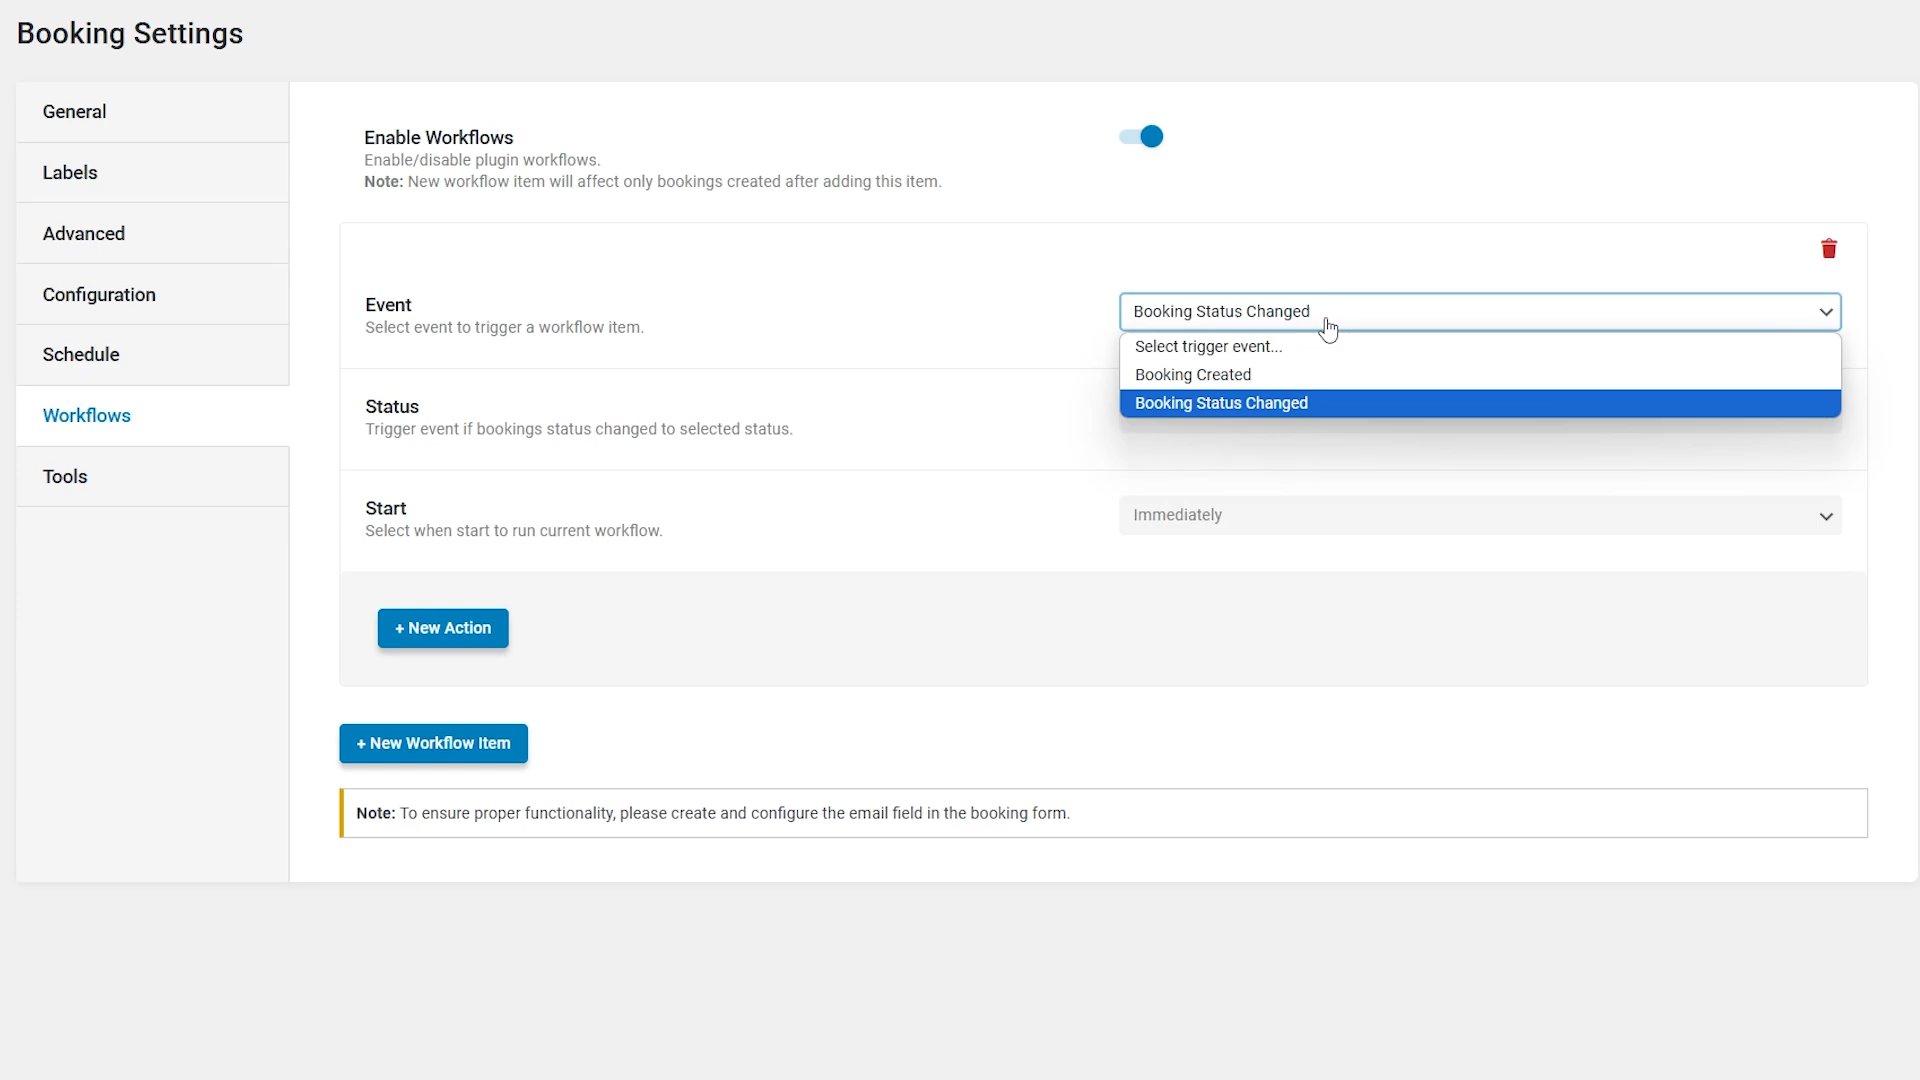 Booking Settings
General
Labels
Advanced
Configuration
Schedule
Workflows
Tools
Enable Workflows
Enable/disable plugin workflows.
Note: New workflow item will affect only bookings created after adding this item.
Event
Select event to trigger a workflow item.
Booking Status Changed
Select trigger event...
Booking Created
Booking Status Changed
Status
Trigger event if bookings status changed to selected status.
Start
Select when start to run current workflow.
Immediately
+ New Action
+ New Workflow Item
Note: To ensure proper functionality, please create and configure the email field in the booking form.